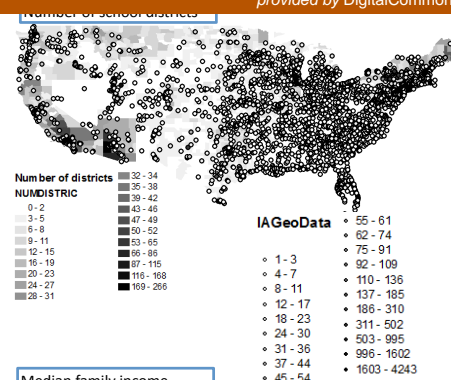 provided by DigitalCommon
Number of school districts
Number of districts
NUMDISTRIC
0 - 2
3 - 5
6 - 8
9 - 11
12 - 15
16 - 19
20 - 23
24 - 27
28 - 31
32 - 34
35 - 38
39 - 42
43 - 46
47 - 49
50 - 52
53 - 65
66 - 86
87 - 115
116 - 168
169 - 266
IAGeoData
1 - 3
4 - 7
8 - 11
12 - 17
18 - 23
24 - 30
31 - 36
37 - 44
45 - 54
55 - 61
62 - 74
75 - 91
92 - 109
110 - 136
137 - 185
186 - 310
311 - 502
503 - 995
996 - 1602
1603 - 4243
Median family income